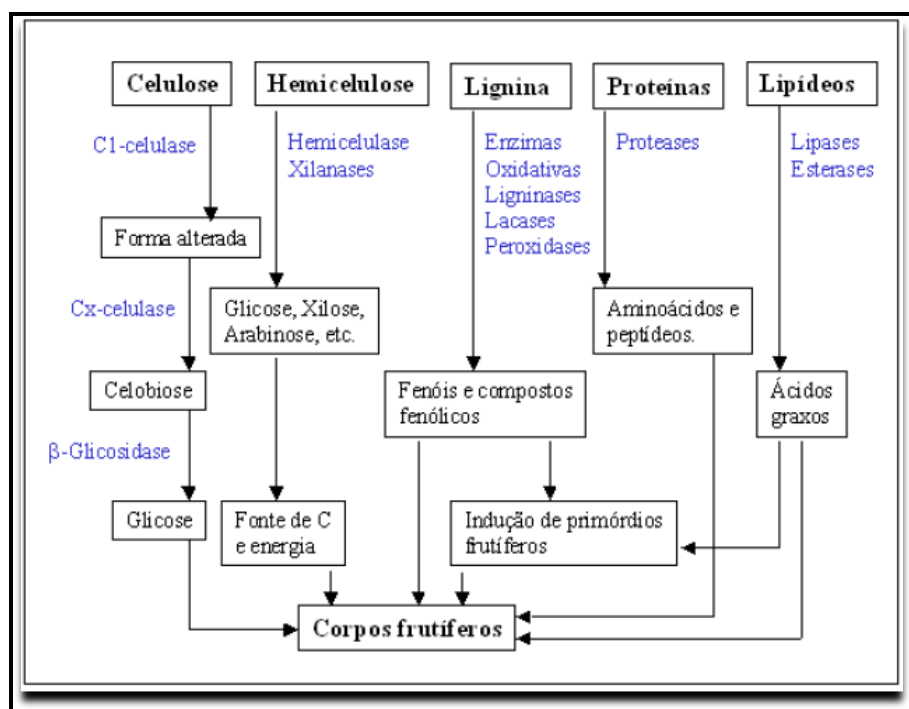 Celulose
Hemicelulose
Lignina
Proteínas
Lipídeos
C1-celulase
Hemicelulase
Xilanases
Enzimas
Oxidativas
Ligninases
Lacases
Peroxidases
Proteases
Lipases
Esterases
Forma alterada
Cx-celulase
Glicose, Xilose,
Arabinose, etc.
Aminoácidos e
peptídeos.
Celobiose
Fenóis e compostos
fenólicos
Ácidos
graxos
β-Glicosidase
Glicose
Fonte de C
e energia
Indução de primórdios
frutíferos
Corpos frutíferos